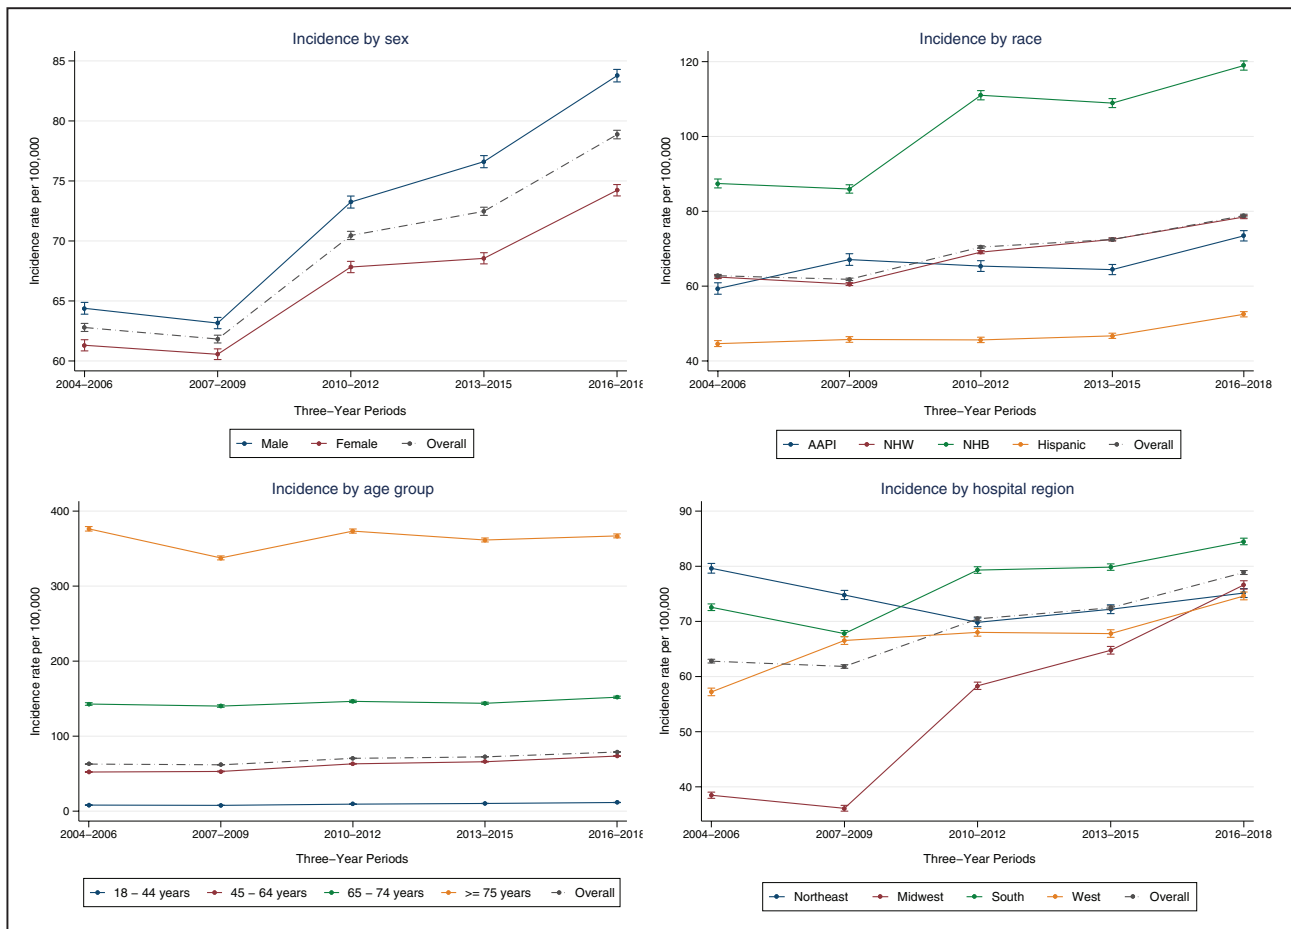 Incidence by sex
85
80
75
70
65
60
Incidence rate per 100,000
2004–2006 2007–2009 2010–2012 2013–2015 2016–2018
Three–Year Periods
Male Female Overall
Incidence by race
120
100
80
60
40
Incidence rate per 100,000
2004–2006 2007–2009 2010–2012 2013–2015 2016–2018
Three–Year Periods
AAPI NHW NHB Hispanic Overall
Incidence by age group
400
300
200
100
0
Incidence rate per 100,000
2004–2006 2007–2009 2010–2012 2013–2015 2016–2018
Three–Year Periods
18 – 44 years 45 – 64 years 65 – 74 years >= 75 years Overall
Incidence by hospital region
90
80
70
60
50
40
Incidence rate per 100,000
2004–2006 2007–2009 2010–2012 2013–2015 2016–2018
Three–Year Periods
Northeast Midwest South West Overall